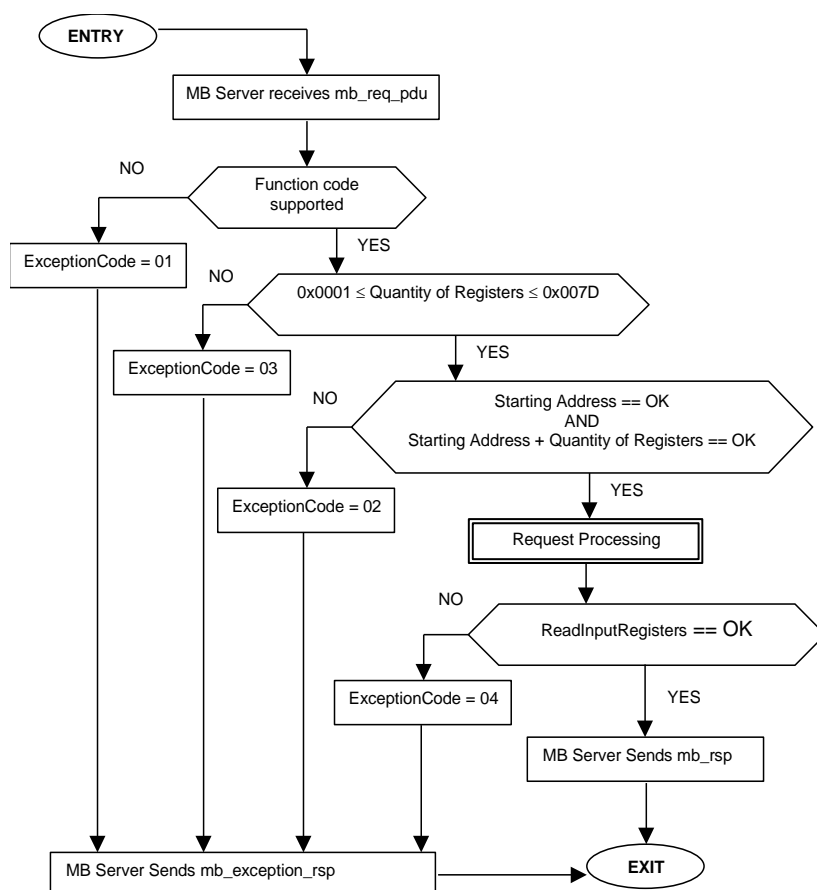 ENTRY
MB Server receives mb_req_pdu
NO
Function code
supported
YES
ExceptionCode = 01
NO
0x0001 ≤ Quantity of Registers ≤ 0x007D
YES
ExceptionCode = 03
NO
Starting Address == OK
AND
Starting Address + Quantity of Registers == OK
YES
ExceptionCode = 02
Request Processing
NO
ReadInputRegisters == OK
YES
ExceptionCode = 04
MB Server Sends mb_rsp
MB Server Sends mb_exception_rsp
EXIT